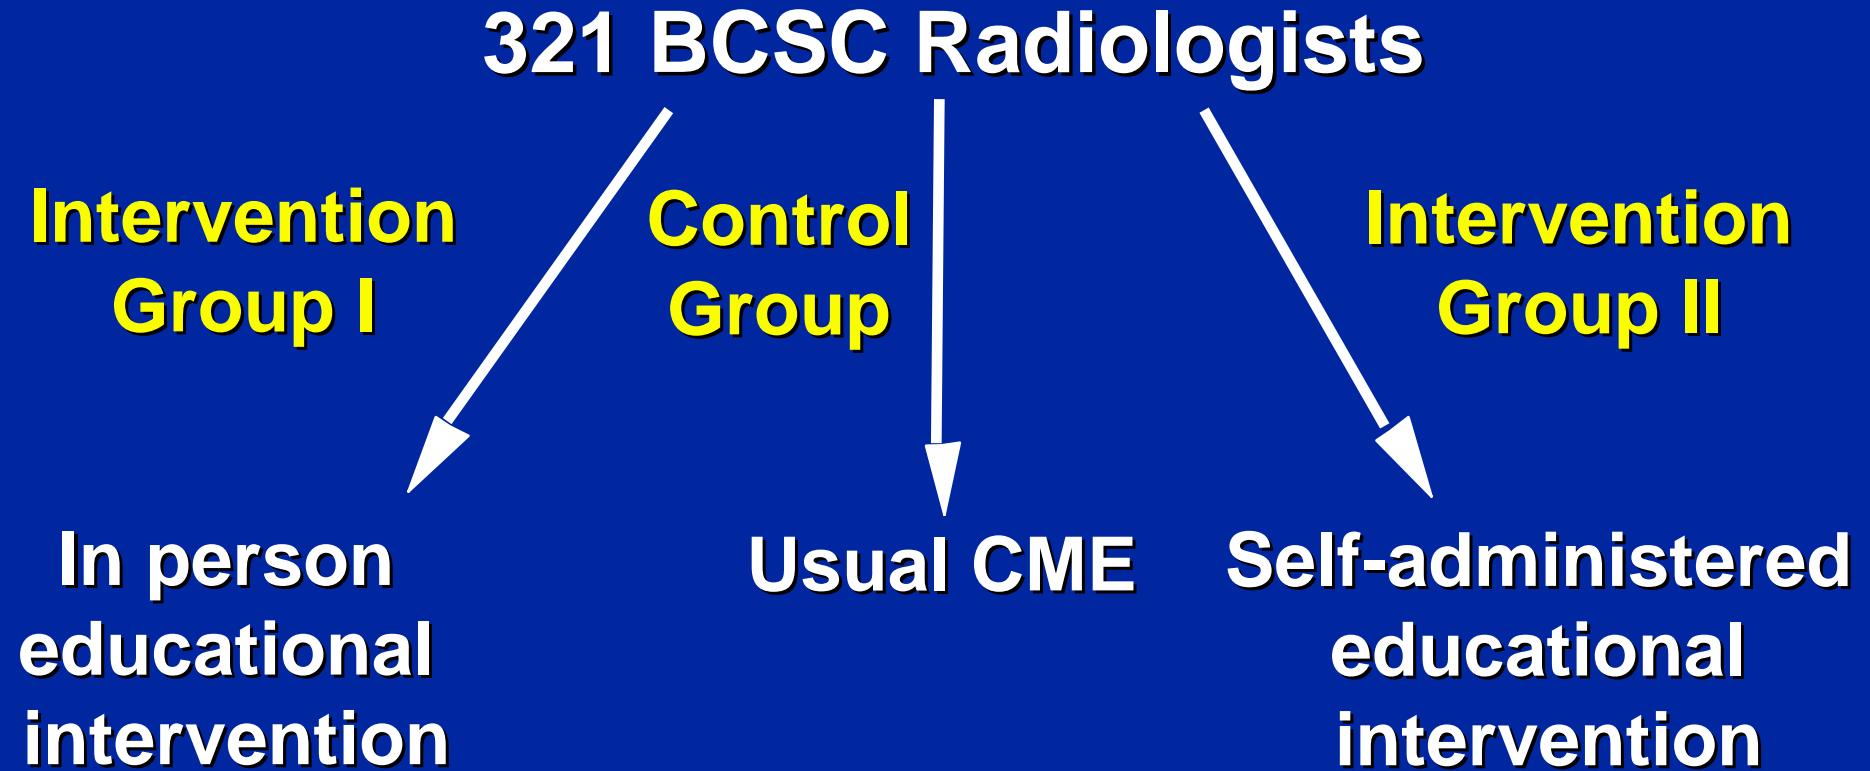 321 BCSC Radiologists
Intervention
Group I
Control
Group
Intervention
Group II
In person
educational
intervention
Usual CME
Self-administered
educational
intervention